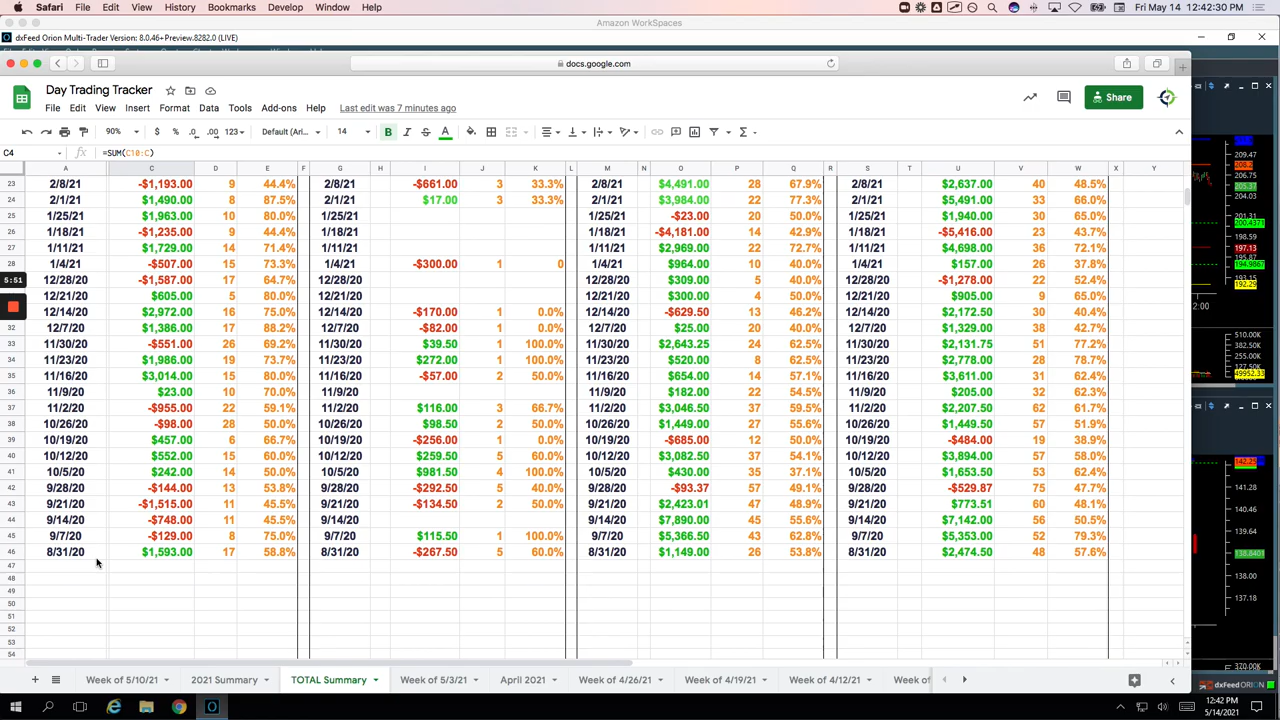 Safari File Edit View History Bookmarks Develop Window Help Fri May 14 12:42:30 PM
Amazon WorkSpaces
dxFeed Orion Multi-Trader Version: 8.0.46+Preview.8282.0 (LIVE)
docs.google.com
Day Trading Tracker
File Edit View Insert Format Data Tools Add-ons Help Last edit was 7 minutes ago
Share
90% $ % .0 .00 123 Default (Ari... 14 B I S A
C4 fx =SUM(C10:C)
A C D E F G H I J K L M N O P Q R S T U V W X Y
23 2/8/21 -$1,193.00 9 44.4% 2/8/21 -$661.00 3 33.3% 2/8/21 $4,491.00 28 67.9% 2/8/21 $2,637.00 40 48.5%
24 2/1/21 $1,490.00 8 87.5% 2/1/21 $17.00 3 33.3% 2/1/21 $3,984.00 22 77.3% 2/1/21 $5,491.00 33 66.0%
25 1/25/21 $1,963.00 10 80.0% 1/25/21 1/25/21 -$23.00 20 50.0% 1/25/21 $1,940.00 30 65.0%
26 1/18/21 -$1,235.00 9 44.4% 1/18/21 1/18/21 -$4,181.00 14 42.9% 1/18/21 -$5,416.00 23 43.7%
27 1/11/21 $1,729.00 14 71.4% 1/11/21 1/11/21 $2,969.00 22 72.7% 1/11/21 $4,698.00 36 72.1%
28 1/4/21 -$507.00 15 73.3% 1/4/21 -$300.00 1 0 1/4/21 $964.00 10 40.0% 1/4/21 $157.00 26 37.8%
5:51 12/28/20 -$1,587.00 17 64.7% 12/28/20 12/28/20 $309.00 5 40.0% 12/28/20 -$1,278.00 22 52.4%
12/21/20 $605.00 5 80.0% 12/21/20 12/21/20 $300.00 4 50.0% 12/21/20 $905.00 9 65.0%
12/14/20 $2,972.00 16 75.0% 12/14/20 -$170.00 1 0.0% 12/14/20 -$629.50 13 46.2% 12/14/20 $2,172.50 30 40.4%
32 12/7/20 $1,386.00 17 88.2% 12/7/20 -$82.00 1 0.0% 12/7/20 $25.00 20 40.0% 12/7/20 $1,329.00 38 42.7%
33 11/30/20 -$551.00 26 69.2% 11/30/20 $39.50 1 100.0% 11/30/20 $2,643.25 24 62.5% 11/30/20 $2,131.75 51 77.2%
34 11/23/20 $1,986.00 19 73.7% 11/23/20 $272.00 1 100.0% 11/23/20 $520.00 8 62.5% 11/23/20 $2,778.00 28 78.7%
35 11/16/20 $3,014.00 15 80.0% 11/16/20 -$57.00 2 50.0% 11/16/20 $654.00 14 57.1% 11/16/20 $3,611.00 31 62.4%
36 11/9/20 $23.00 10 70.0% 11/9/20 11/9/20 $182.00 22 54.5% 11/9/20 $205.00 32 62.3%
37 11/2/20 -$955.00 22 59.1% 11/2/20 $116.00 3 66.7% 11/2/20 $3,046.50 37 59.5% 11/2/20 $2,207.50 62 61.7%
38 10/26/20 -$98.00 28 50.0% 10/26/20 $98.50 2 50.0% 10/26/20 $1,449.00 27 55.6% 10/26/20 $1,449.50 57 51.9%
39 10/19/20 $457.00 6 66.7% 10/19/20 -$256.00 1 0.0% 10/19/20 -$685.00 12 50.0% 10/19/20 -$484.00 19 38.9%
40 10/12/20 $552.00 15 60.0% 10/12/20 $259.50 5 60.0% 10/12/20 $3,082.50 37 54.1% 10/12/20 $3,894.00 57 58.0%
41 10/5/20 $242.00 14 50.0% 10/5/20 $981.50 4 100.0% 10/5/20 $430.00 35 37.1% 10/5/20 $1,653.50 53 62.4%
42 9/28/20 -$144.00 13 53.8% 9/28/20 -$292.50 5 40.0% 9/28/20 -$93.37 57 49.1% 9/28/20 -$529.87 75 47.7%
43 9/21/20 -$1,515.00 11 45.5% 9/21/20 -$134.50 2 50.0% 9/21/20 $2,423.01 47 48.9% 9/21/20 $773.51 60 48.1%
44 9/14/20 -$748.00 11 45.5% 9/14/20 9/14/20 $7,890.00 45 55.6% 9/14/20 $7,142.00 56 50.5%
45 9/7/20 -$129.00 8 75.0% 9/7/20 $115.50 1 100.0% 9/7/20 $5,366.50 43 62.8% 9/7/20 $5,353.00 52 79.3%
46 8/31/20 $1,593.00 17 58.8% 8/31/20 -$267.50 5 60.0% 8/31/20 $1,149.00 26 53.8% 8/31/20 $2,474.50 48 57.6%
47
48
49
50
51
52
53
54
209.47
208.2
206.75
205.37
204.03
200.4371
201.31
198.59
197.13
195.87
194.9867
192.29
2:00
510.00K
382.50K
255.00K
49952.33
142.25
141.28
139.64
138.8401
138.00
137.18
370.00K
Week of 5/10/21 2021 Summary TOTAL Summary Week of 5/3/21 April 2021 Week of 4/26/21 Week of 4/19/21 Week of 4/12/21 Week of
dxFeed ORION
12:42 PM
5/14/2021